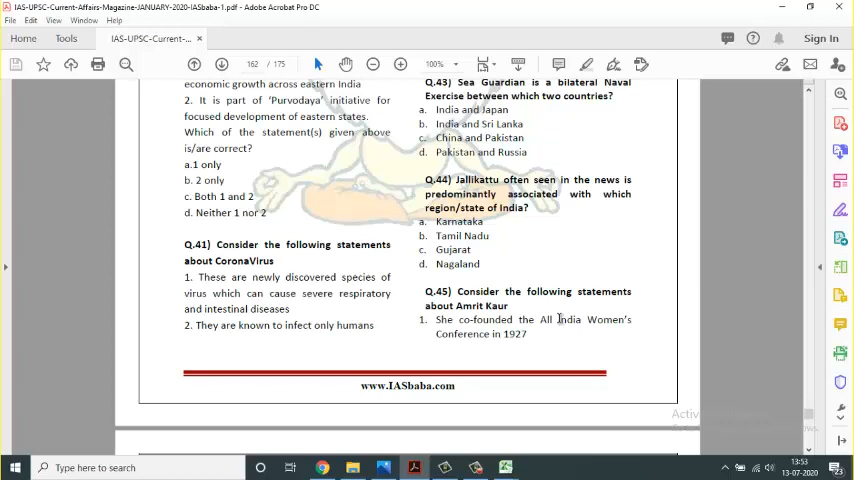 IAS-UPSC-Current-Affairs-Magazine-JANUARY-2020-IASbaba-1.pdf - Adobe Acrobat Pro DC
File Edit View Window Help
Home Tools IAS-UPSC-Current-... × Sign In
162 / 175 100%
economic growth across eastern India
2. It is part of ‘Purvodaya’ initiative for
focused development of eastern states.
Which of the statement(s) given above
is/are correct?
a.1 only
b. 2 only
c. Both 1 and 2
d. Neither 1 nor 2
Q.41) Consider the following statements
about CoronaVirus
1. These are newly discovered species of
virus which can cause severe respiratory
and intestinal diseases
2. They are known to infect only humans
Q.43) Sea Guardian is a bilateral Naval
Exercise between which two countries?
a. India and Japan
b. India and Sri Lanka
c. China and Pakistan
d. Pakistan and Russia
Q.44) Jallikattu often seen in the news is
predominantly associated with which
region/state of India?
a. Karnataka
b. Tamil Nadu
c. Gujarat
d. Nagaland
Q.45) Consider the following statements
about Amrit Kaur
1. She co-founded the All India Women’s
Conference in 1927
www.IASbaba.com
Type here to search
13:53
13-07-2020
23